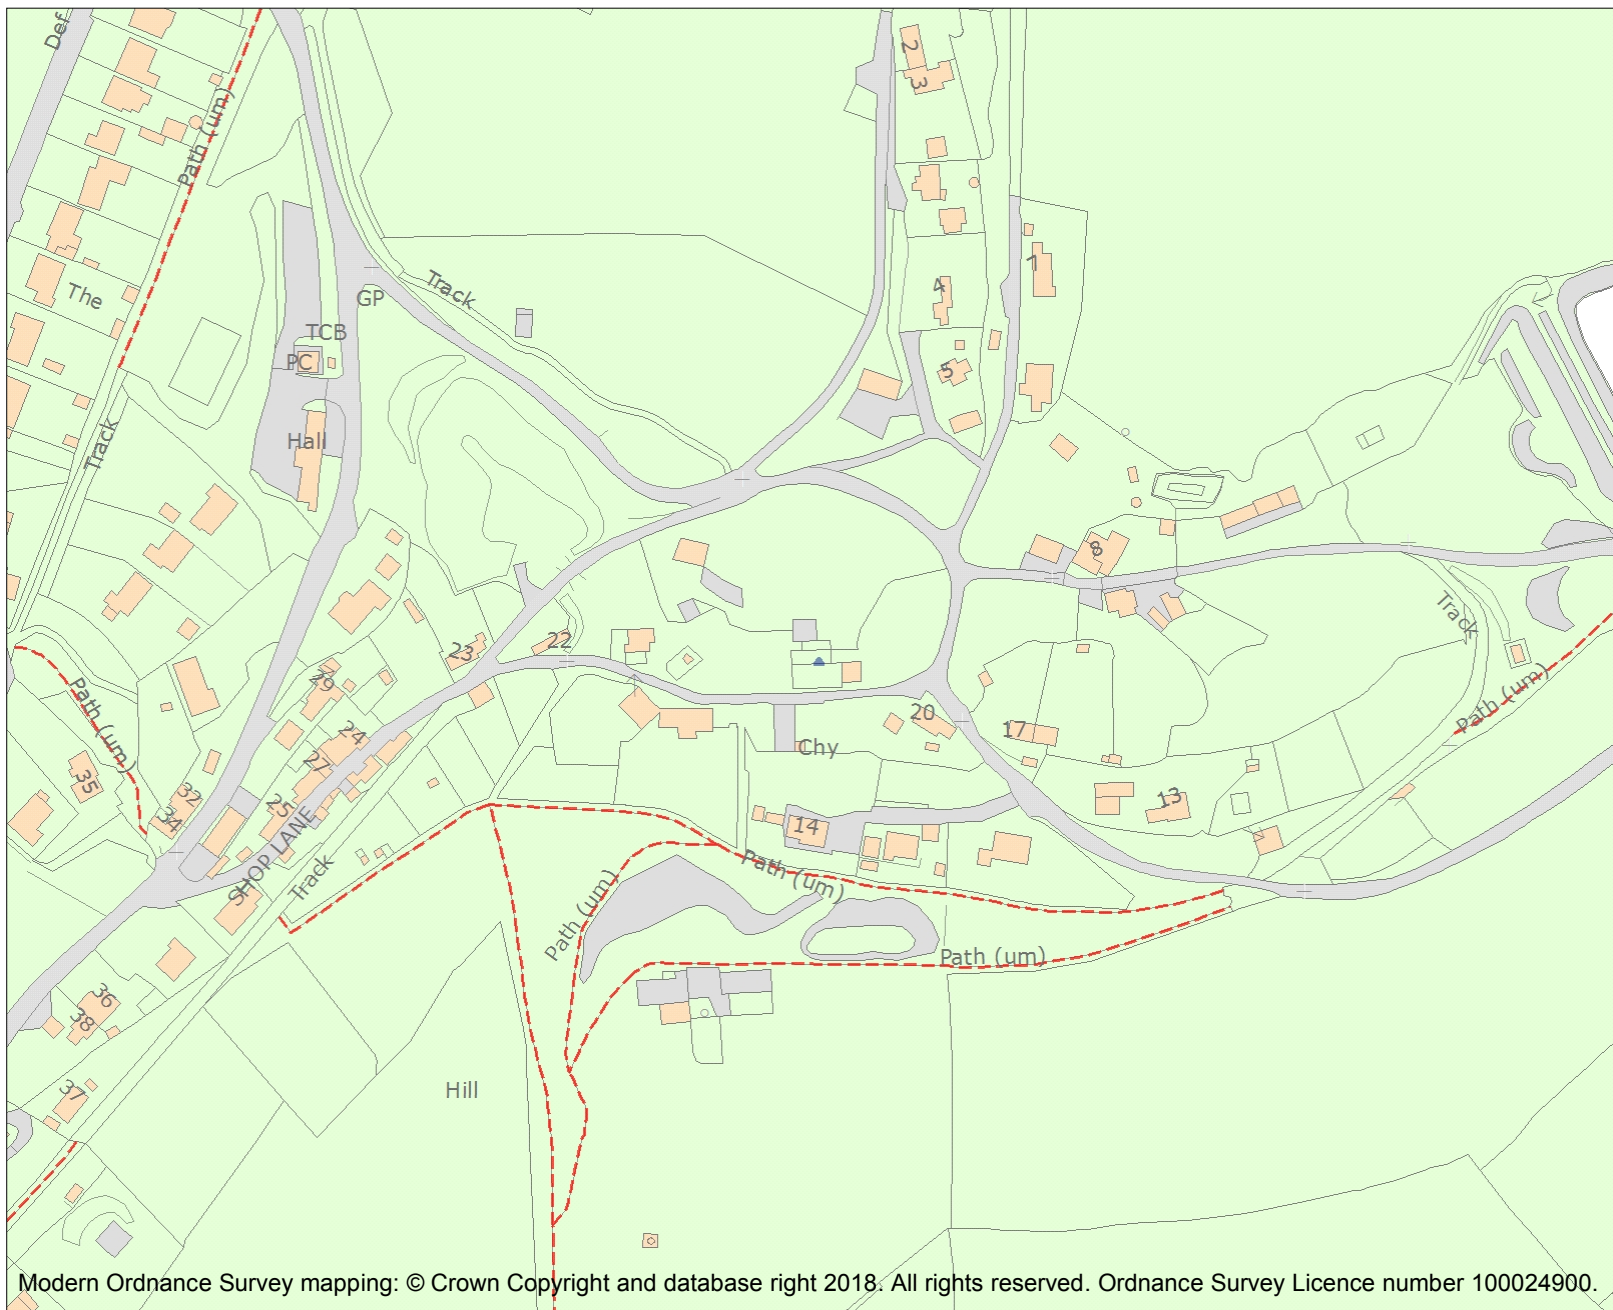 Def
2
3
Path (um)
7
The
4
Track
GP
TCB
PC
5
Track
Hall
8
Track
22
23
29
Path (um)
Path (um)
20
24
17
Chy
27
35
32
34
25
13
14
SHOP LANE
Track
Path (um)
Path (um)
Path (um)
36
38
Hill
37
Modern Ordnance Survey mapping: © Crown Copyright and database right 2018. All rights reserved. Ordnance Survey Licence number 100024900.